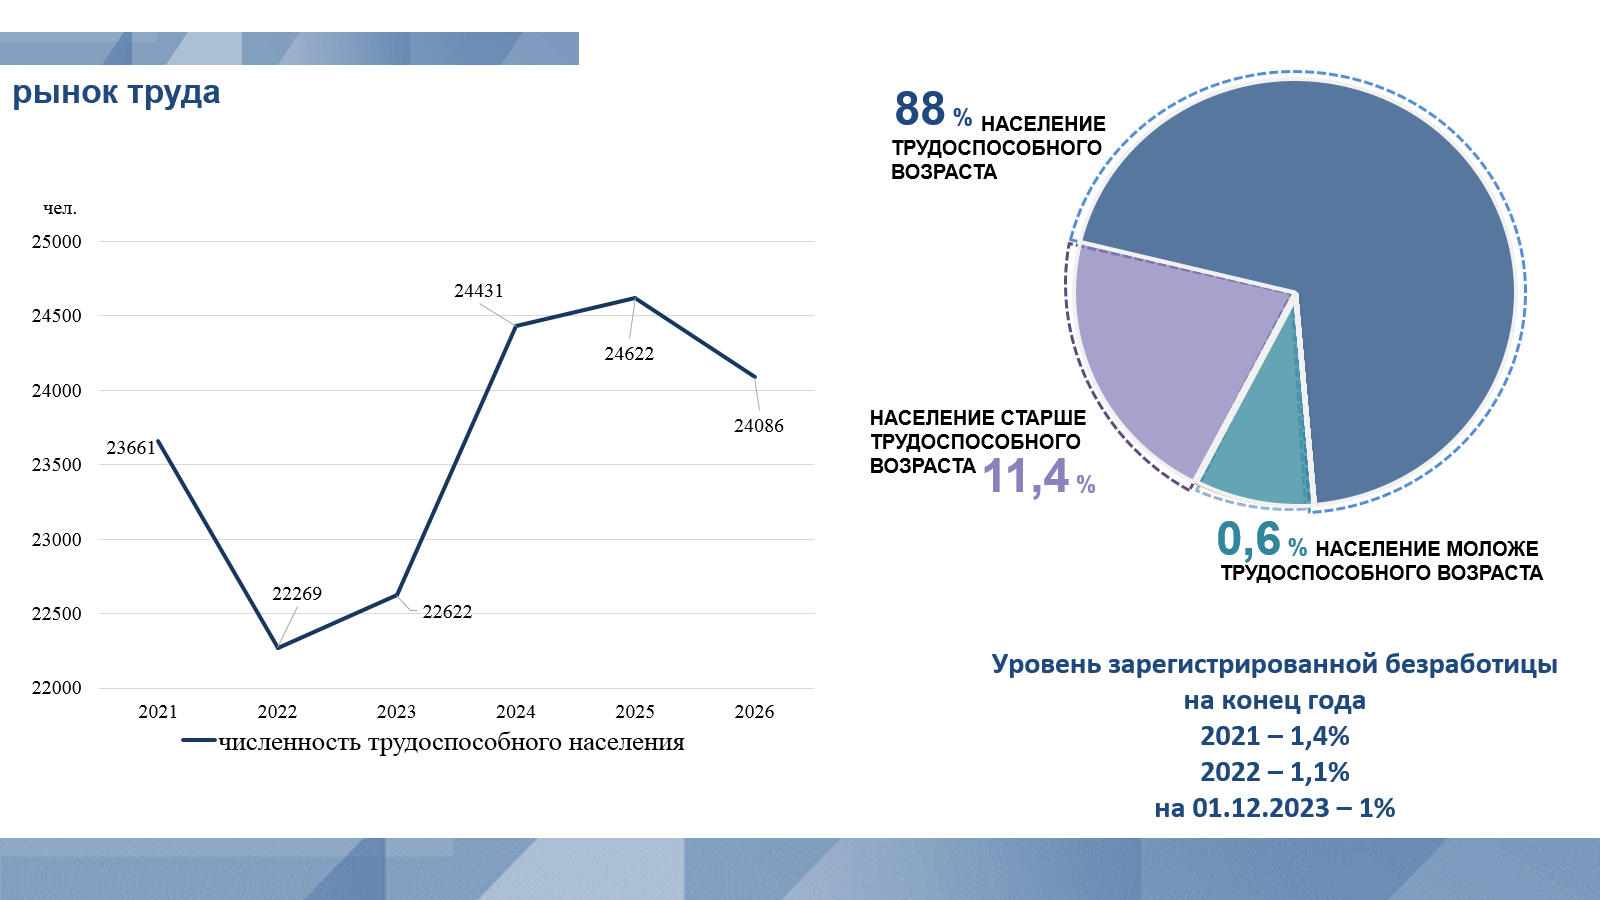 рынок труда
чел.
25000
24500
24000
23500
23000
22500
22000
23661
22269
22622
24431
24622
24086
2021 2022 2023 2024 2025 2026
численность трудоспособного населения
88 % НАСЕЛЕНИЕ
ТРУДОСПОСОБНОГО
ВОЗРАСТА
НАСЕЛЕНИЕ СТАРШЕ
ТРУДОСПОСОБНОГО
ВОЗРАСТА 11,4 %
0,6 % НАСЕЛЕНИЕ МОЛОЖЕ
ТРУДОСПОСОБНОГО ВОЗРАСТА
Уровень зарегистрированной безработицы
на конец года
2021 – 1,4%
2022 – 1,1%
на 01.12.2023 – 1%